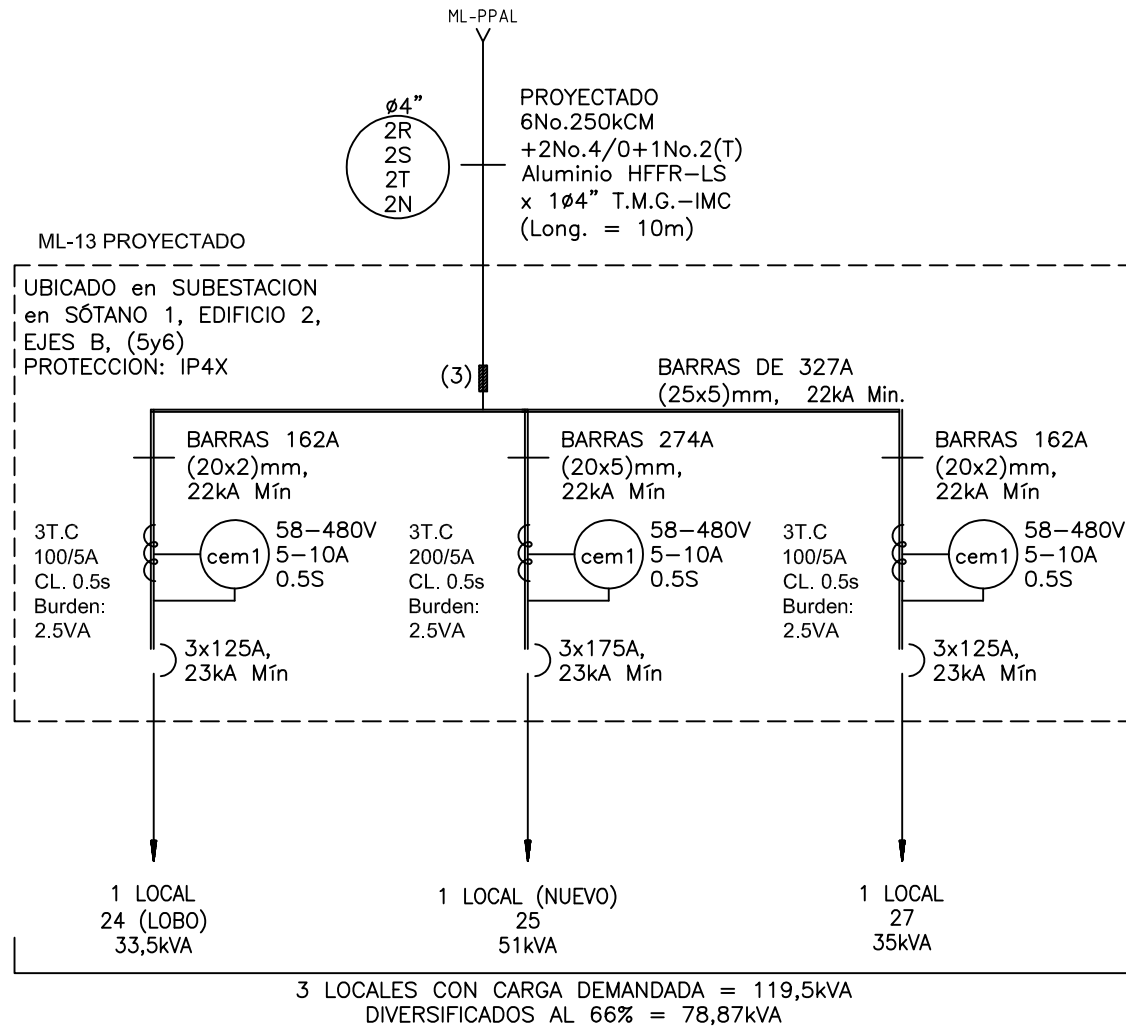 ML-PPAL
ø4"
2R
2S
2T
2N
PROYECTADO
6No.250kCM
+2No.4/0+1No.2(T)
Aluminio HFFR-LS
x 1ø4" T.M.G.-IMC
(Long. = 10m)
ML-13 PROYECTADO
UBICADO en SUBESTACION
en SÓTANO 1, EDIFICIO 2,
EJES B, (5y6)
PROTECCION: IP4X
(3)
BARRAS DE 327A
(25x5)mm, 22kA Min.
BARRAS 162A
(20x2)mm,
22kA Mín
3T.C
100/5A
CL. 0.5s
Burden:
2.5VA
cem1
58-480V
5-10A
0.5S
3x125A,
23kA Mín
BARRAS 274A
(20x5)mm,
22kA Mín
3T.C
200/5A
CL. 0.5s
Burden:
2.5VA
cem1
58-480V
5-10A
0.5S
3x175A,
23kA Mín
BARRAS 162A
(20x2)mm,
22kA Mín
3T.C
100/5A
CL. 0.5s
Burden:
2.5VA
cem1
58-480V
5-10A
0.5S
3x125A,
23kA Mín
1 LOCAL
24 (LOBO)
33,5kVA
1 LOCAL (NUEVO)
25
51kVA
1 LOCAL
27
35kVA
3 LOCALES CON CARGA DEMANDADA = 119,5kVA
DIVERSIFICADOS AL 66% = 78,87kVA